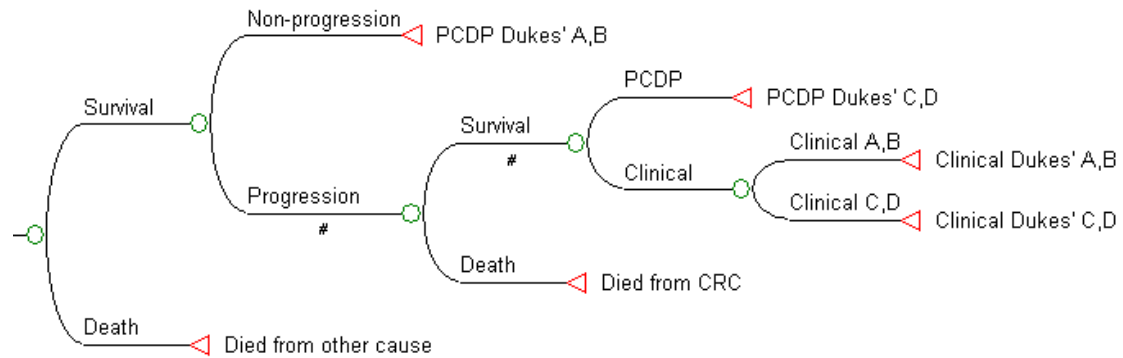 Non-progression
PCDP Dukes' A,B
PCDP
PCDP Dukes' C,D
Survival
Survival
#
Clinical A,B
Clinical Dukes' A,B
Clinical
Progression
#
Clinical C,D
Clinical Dukes' C,D
Death
Died from CRC
Death
Died from other cause